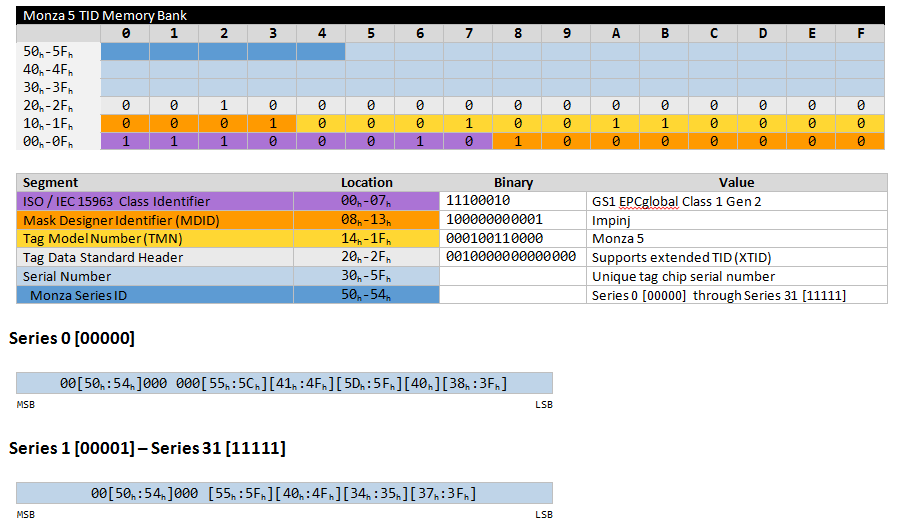 Monza 5 TID Memory Bank
0 1 2 3 4 5 6 7 8 9 A B C D E F
50h-5Fh
40h-4Fh
30h-3Fh
20h-2Fh 0 0 1 0 0 0 0 0 0 0 0 0 0 0 0 0
10h-1Fh 0 0 0 1 0 0 0 1 0 0 1 1 0 0 0 0
00h-0Fh 1 1 1 0 0 0 1 0 1 0 0 0 0 0 0 0
Segment Location Binary Value
ISO / IEC 15963 Class Identifier 00h-07h 11100010 GS1 EPCglobal Class 1 Gen 2
Mask Designer Identifier (MDID) 08h-13h 100000000001 Impinj
Tag Model Number (TMN) 14h-1Fh 000100110000 Monza 5
Tag Data Standard Header 20h-2Fh 0010000000000000 Supports extended TID (XTID)
Serial Number 30h-5Fh Unique tag chip serial number
Monza Series ID 50h-54h Series 0 [00000] through Series 31 [11111]
Series 0 [00000]
00[50h:54h]000 000[55h:5Ch][41h:4Fh][5Dh:5Fh][40h][38h:3Fh]
MSB LSB
Series 1 [00001] – Series 31 [11111]
00[50h:54h]000 [55h:5Fh][40h:4Fh][34h:35h][37h:3Fh]
MSB LSB